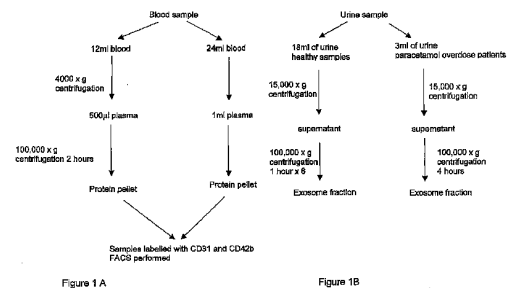 Blood sample
12ml blood
24ml blood
4000 x g
centrifugation
500µl plasma
1ml plasma
100,000 x g
centrifugation 2 hours
Protein pellet
Protein pellet
Samples labelled with CD31 and CD42b
FACS performed
Figure 1 A
Urine sample
18ml of urine
healthy samples
3ml of urine
paracetamol overdose patients
15,000 x g
centrifugation
15,000 x g
centrifugation
supernatant
supernatant
100,000 x g
centrifugation
1 hour x 6
100,000 x g
centrifugation
4 hours
Exosome fraction
Exosome fraction
Figure 1B